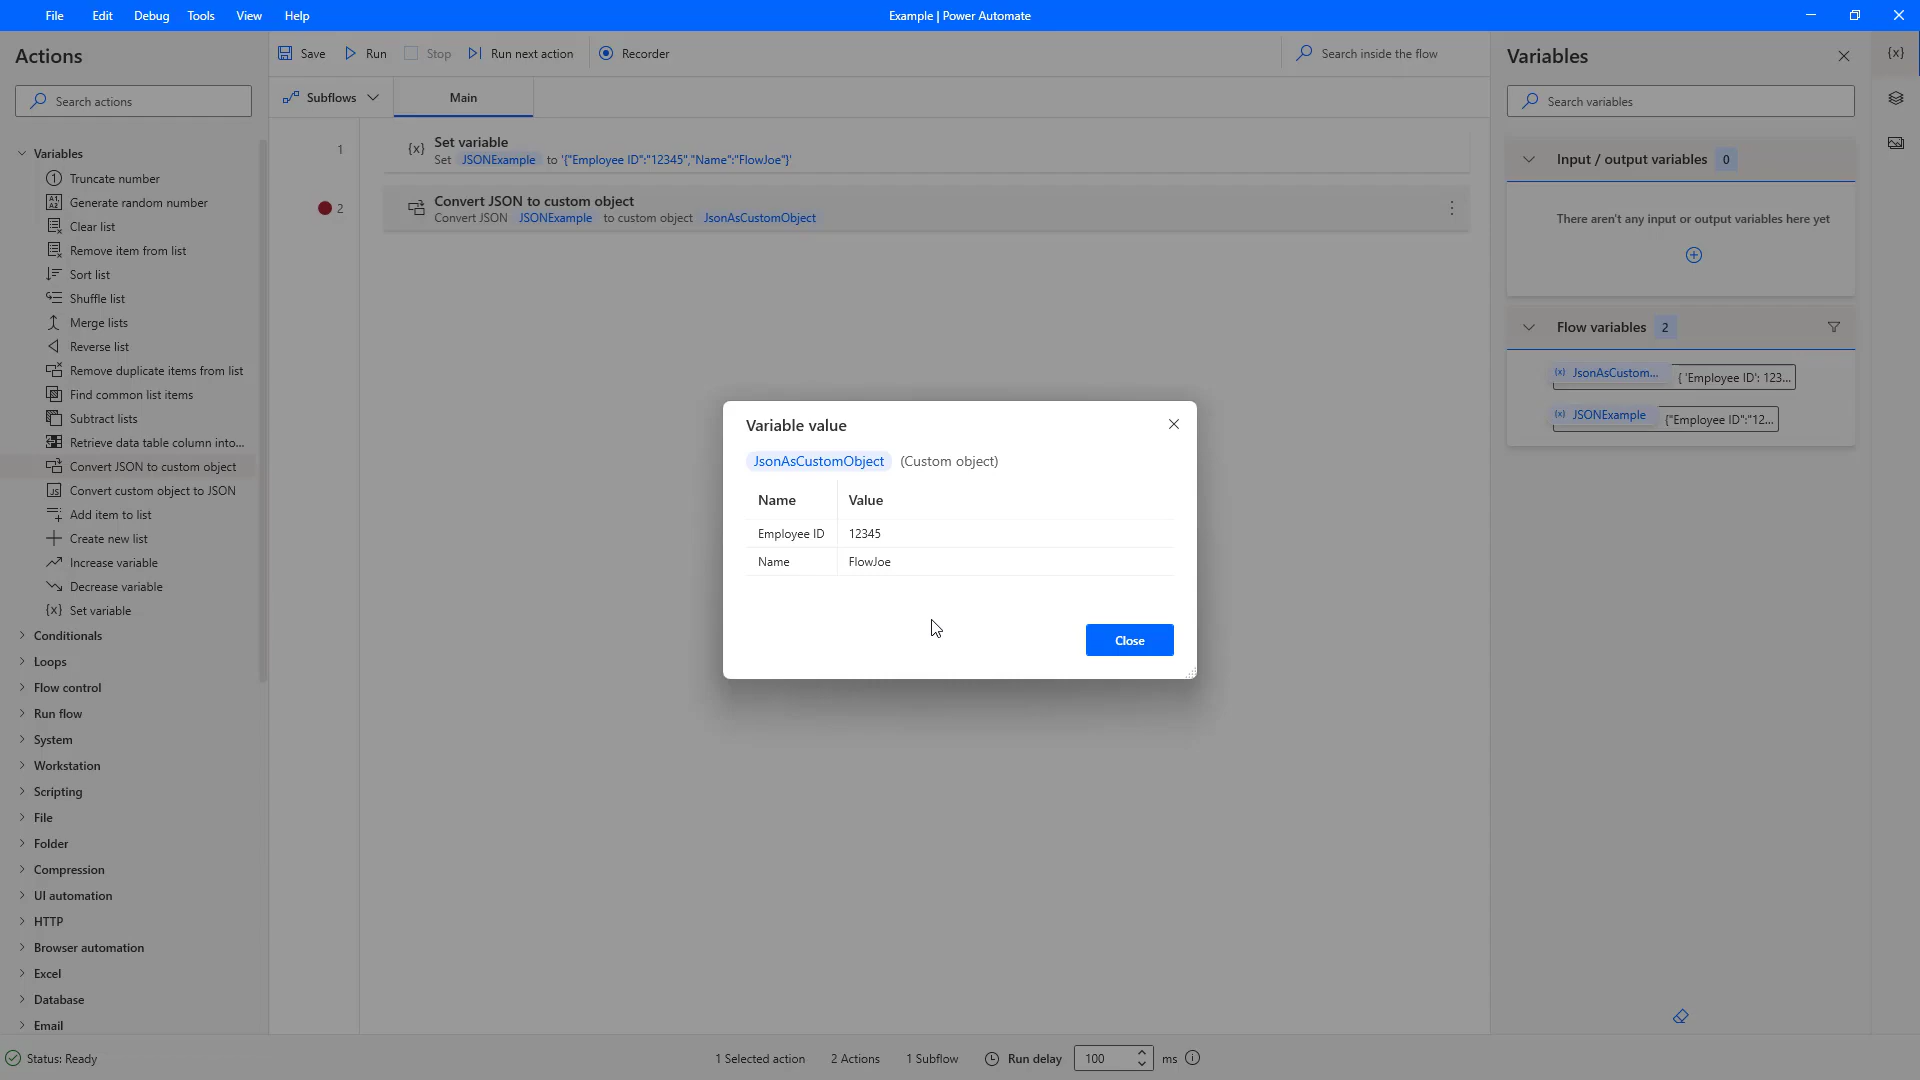 File Edit Debug Tools View Help
Example | Power Automate
Actions
Search actions
Variables
Truncate number
Generate random number
Clear list
Remove item from list
Sort list
Shuffle list
Merge lists
Reverse list
Remove duplicate items from list
Find common list items
Subtract lists
Retrieve data table column into...
Convert JSON to custom object
Convert custom object to JSON
Add item to list
Create new list
Increase variable
Decrease variable
{x} Set variable
Conditionals
Loops
Flow control
Run flow
System
Workstation
Scripting
File
Folder
Compression
UI automation
HTTP
Browser automation
Excel
Database
Email
Save Run Stop Run next action Recorder
Search inside the flow
Subflows Main
1
{x} Set variable
Set JSONExample to '{"Employee ID":"12345","Name":"FlowJoe"}'
2
Convert JSON to custom object
Convert JSON JSONExample to custom object JsonAsCustomObject
Variable value
JsonAsCustomObject (Custom object)
Name Value
Employee ID 12345
Name FlowJoe
Close
Variables
{x}
Search variables
Input / output variables 0
There aren't any input or output variables here yet
Flow variables 2
(x) JsonAsCustom... { 'Employee ID': 123...
(x) JSONExample {"Employee ID":"12...
Status: Ready
1 Selected action 2 Actions 1 Subflow Run delay 100 ms